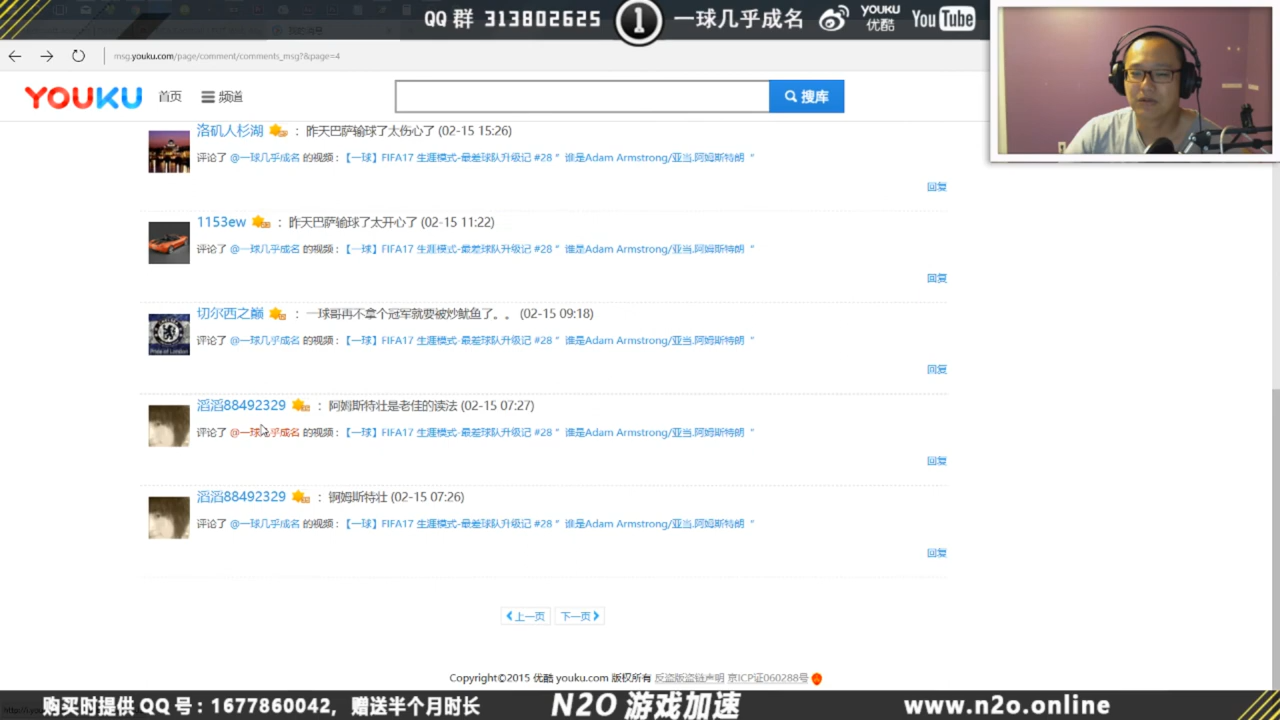 QQ 群 313802625 1 一球几乎成名 YOUKU 优酷 YouTube
msg.youku.com/page/comment/comments_msg?&page=4
YOUKU 首页 频道 搜库
洛矶人杉湖 : 昨天巴萨输球了太伤心了 (02-15 15:26)
评论了 @一球几乎成名 的视频 : 【一球】FIFA17 生涯模式-最差球队升级记 #28 " 谁是Adam Armstrong/亚当.阿姆斯特朗 "
回复
1153ew : 昨天巴萨输球了太开心了 (02-15 11:22)
评论了 @一球几乎成名 的视频 : 【一球】FIFA17 生涯模式-最差球队升级记 #28 " 谁是Adam Armstrong/亚当.阿姆斯特朗 "
回复
切尔西之巅 : 一球哥再不拿个冠军就要被炒鱿鱼了。。 (02-15 09:18)
评论了 @一球几乎成名 的视频 : 【一球】FIFA17 生涯模式-最差球队升级记 #28 " 谁是Adam Armstrong/亚当.阿姆斯特朗 "
回复
滔滔88492329 : 阿姆斯特壮是老佳的读法 (02-15 07:27)
评论了 @一球几乎成名 的视频 : 【一球】FIFA17 生涯模式-最差球队升级记 #28 " 谁是Adam Armstrong/亚当.阿姆斯特朗 "
回复
滔滔88492329 : 锕姆斯特壮 (02-15 07:26)
评论了 @一球几乎成名 的视频 : 【一球】FIFA17 生涯模式-最差球队升级记 #28 " 谁是Adam Armstrong/亚当.阿姆斯特朗 "
回复
上一页 下一页
Copyright©2015 优酷 youku.com 版权所有 反盗版盗链声明 京ICP证060288号
购买时提供 QQ 号：1677860042，赠送半个月时长 N2O 游戏加速 www.n2o.online